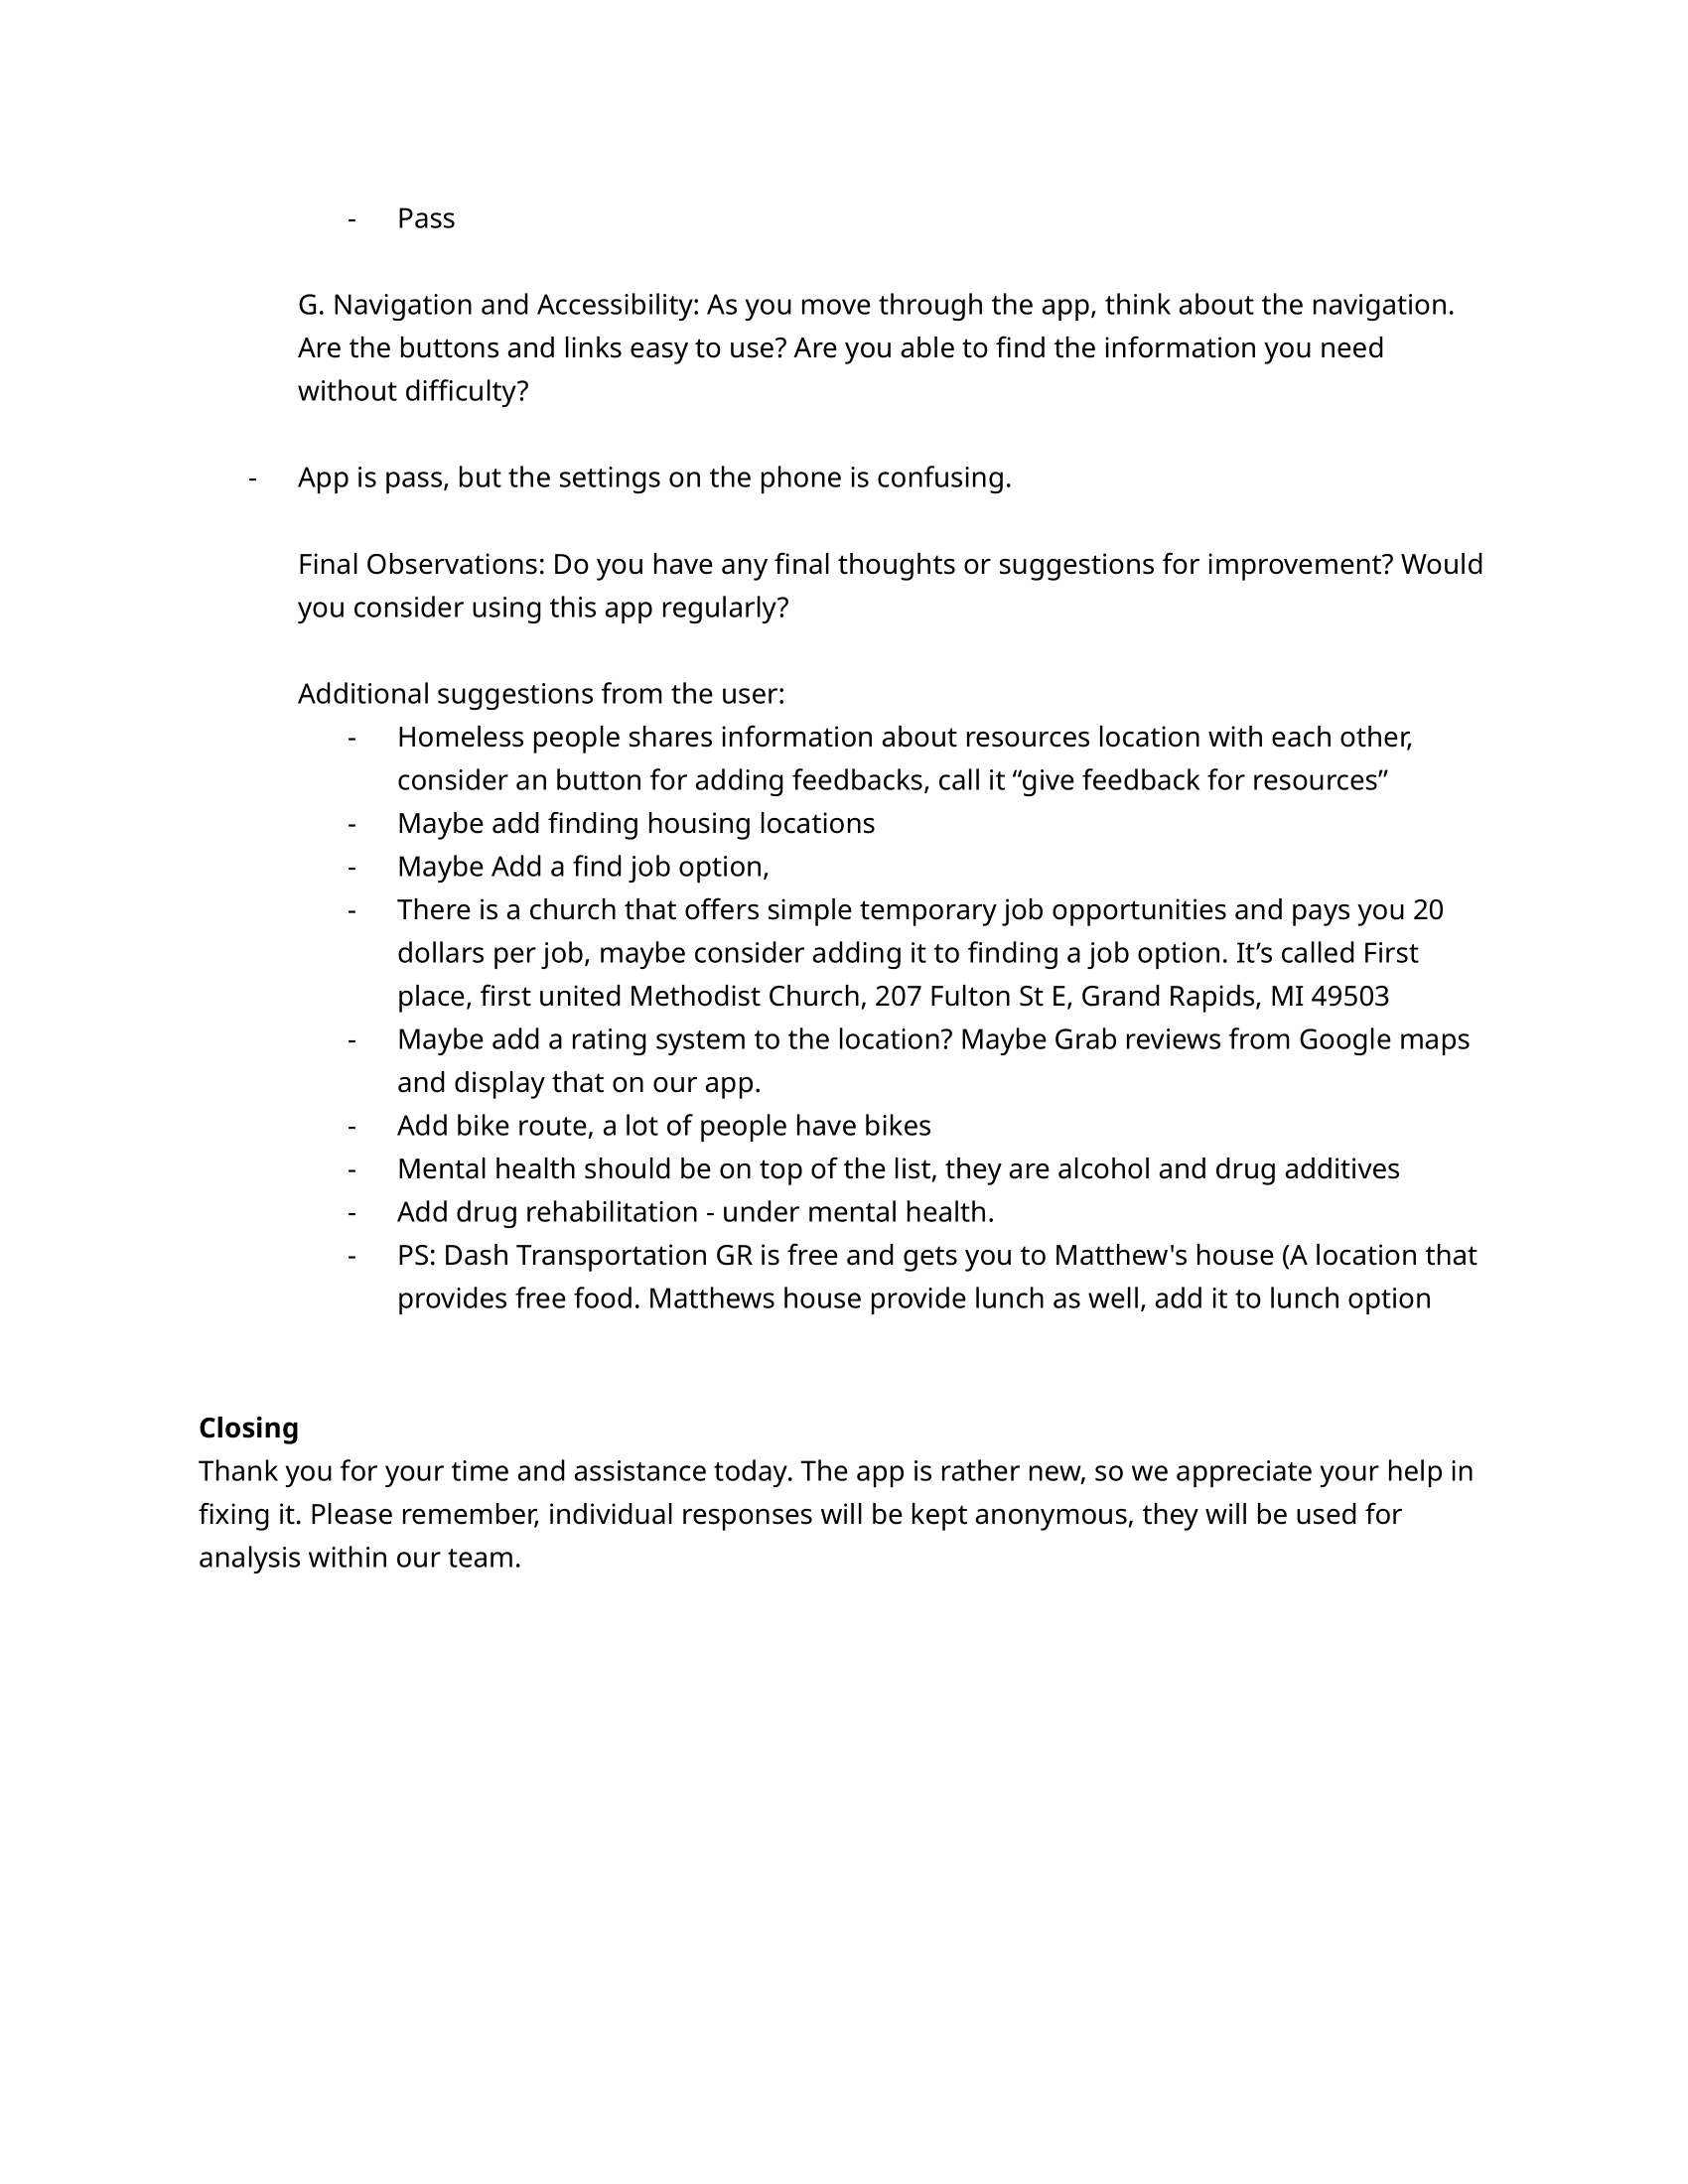 - Pass
G. Navigation and Accessibility: As you move through the app, think about the navigation.
Are the buttons and links easy to use? Are you able to find the information you need
without difficulty?
- App is pass, but the settings on the phone is confusing.
Final Observations: Do you have any final thoughts or suggestions for improvement? Would
you consider using this app regularly?
Additional suggestions from the user:
- Homeless people shares information about resources location with each other,
consider an button for adding feedbacks, call it “give feedback for resources”
- Maybe add finding housing locations
- Maybe Add a find job option,
- There is a church that offers simple temporary job opportunities and pays you 20
dollars per job, maybe consider adding it to finding a job option. It’s called First
place, first united Methodist Church, 207 Fulton St E, Grand Rapids, MI 49503
- Maybe add a rating system to the location? Maybe Grab reviews from Google maps
and display that on our app.
- Add bike route, a lot of people have bikes
- Mental health should be on top of the list, they are alcohol and drug additives
- Add drug rehabilitation - under mental health.
- PS: Dash Transportation GR is free and gets you to Matthew's house (A location that
provides free food. Matthews house provide lunch as well, add it to lunch option
Closing
Thank you for your time and assistance today. The app is rather new, so we appreciate your help in
fixing it. Please remember, individual responses will be kept anonymous, they will be used for
analysis within our team.